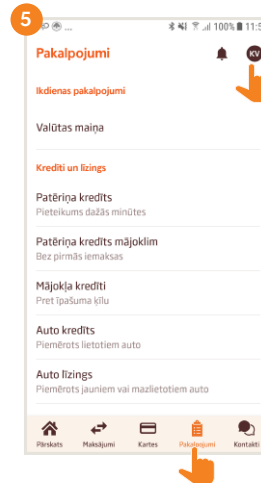 5
... 100% 11:5
Pakalpojumi
KV
Ikdienas pakalpojumi
Valūtas maiņa
Kredīti un līzings
Patēriņa kredīts
Pieteikums dažās minūtes
Patēriņa kredīts mājoklim
Bez pirmās iemaksas
Mājokļa kredīti
Pret īpašuma ķīlu
Auto kredīts
Piemērots lietotiem auto
Auto līzings
Piemērots jauniem vai mazlietotiem auto
Pārskats Maksājumi Kartes Pakalpojumi Kontakti